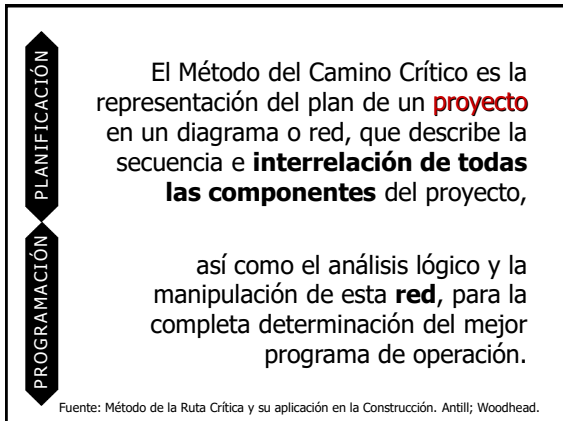 PLANIFICACIÓN
El Método del Camino Crítico es la
representación del plan de un proyecto
en un diagrama o red, que describe la
secuencia e interrelación de todas
las componentes del proyecto,
PROGRAMACIÓN
así como el análisis lógico y la
manipulación de esta red, para la
completa determinación del mejor
programa de operación.
Fuente: Método de la Ruta Crítica y su aplicación en la Construcción. Antill; Woodhead.